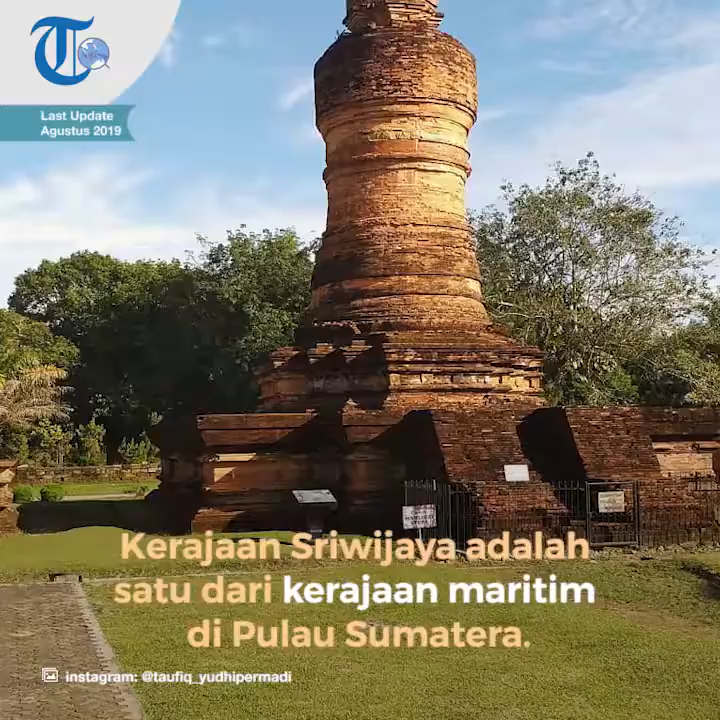 T
Last Update
Agustus 2019
Kerajaan Sriwijaya adalah
satu dari kerajaan maritim
di Pulau Sumatera.
instagram: @taufiq_yudhipermadi